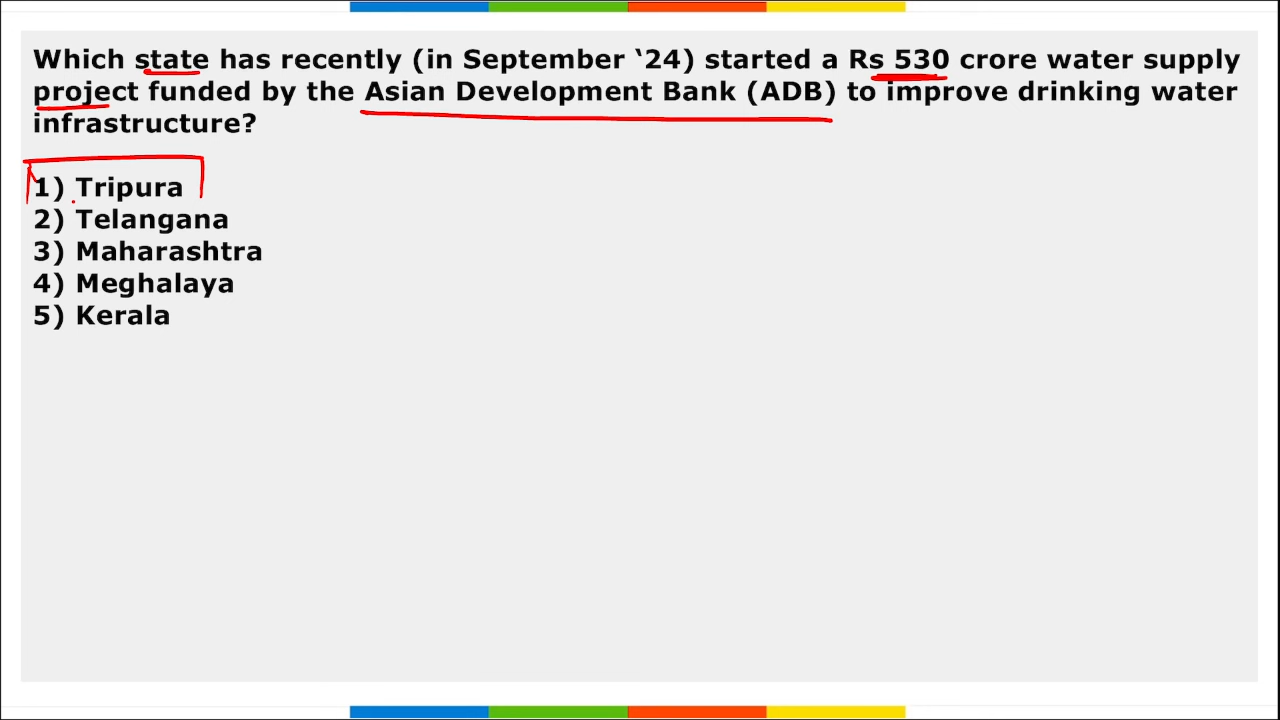 Which state has recently (in September ‘24) started a Rs 530 crore water supply
project funded by the Asian Development Bank (ADB) to improve drinking water
infrastructure?
1) Tripura
2) Telangana
3) Maharashtra
4) Meghalaya
5) Kerala